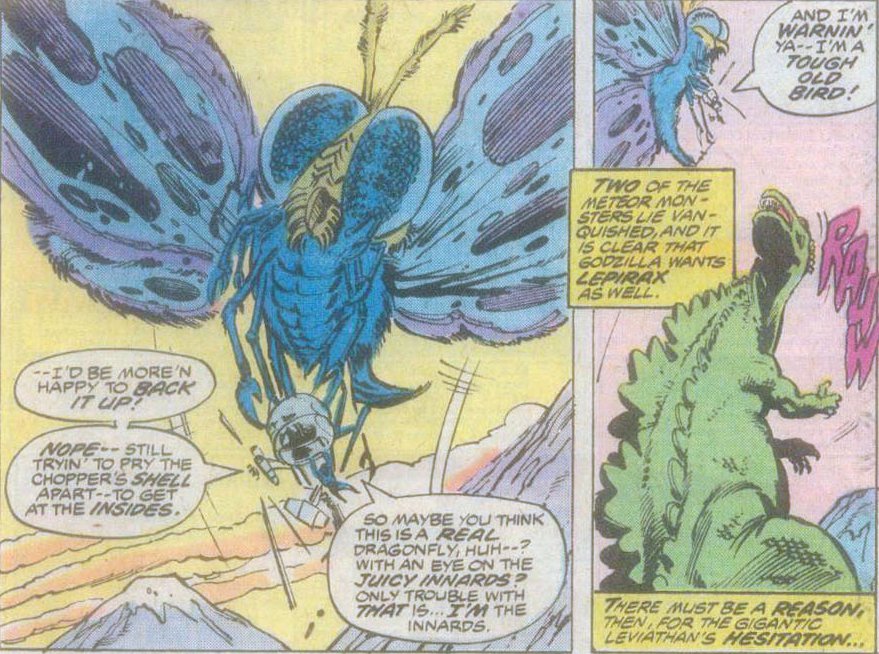 --I'D BE MORE'N
HAPPY TO BACK
IT UP!
NOPE-- STILL
TRYIN' TO PRY THE
CHOPPER'S SHELL
APART--TO GET
AT THE INSIDES.
SO MAYBE YOU THINK
THIS IS A REAL
DRAGONFLY, HUH--?
WITH AN EYE ON THE
JUICY INNARDS?
ONLY TROUBLE WITH
THAT IS... I'M THE
INNARDS.
AND I'M
WARNIN'
YA--I'M A
TOUGH
OLD
BIRD!
TWO OF THE
METEOR MON-
STERS LIE VAN-
QUISHED, AND IT
IS CLEAR THAT
GODZILLA WANTS
LEPIRAX
AS WELL.
RAUW
THERE MUST BE A REASON,
THEN, FOR THE GIGANTIC
LEVIATHAN'S HESITATION...